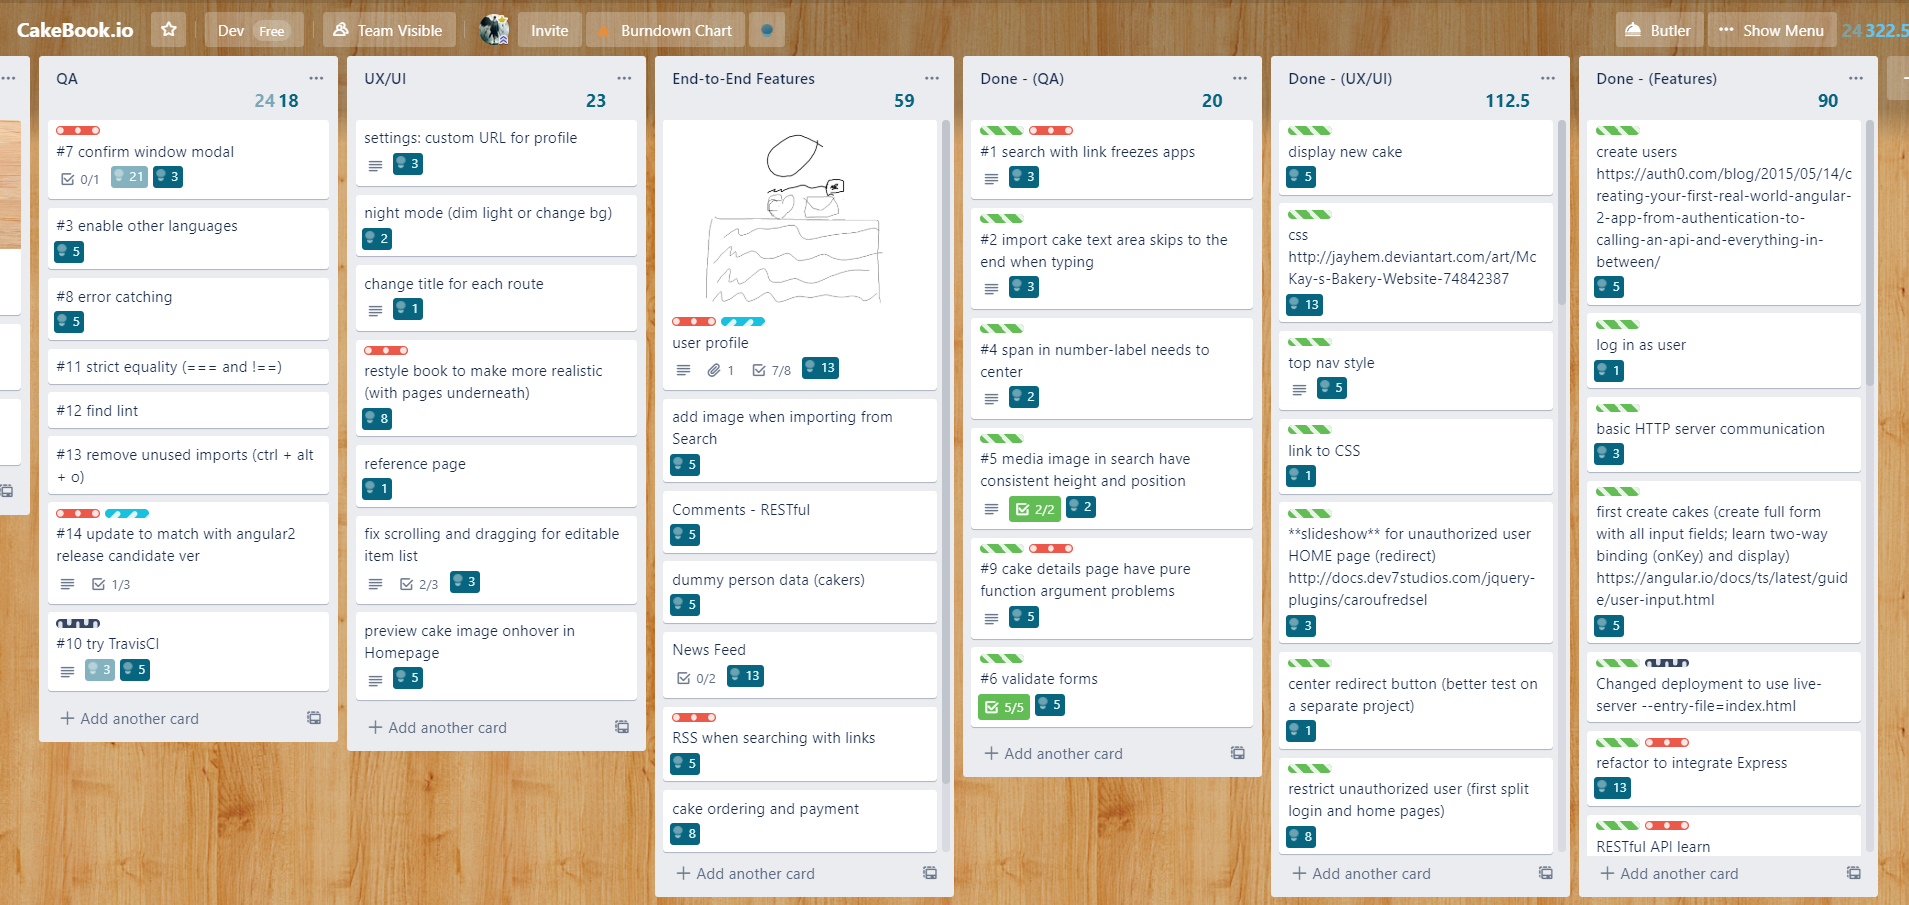 CakeBook.io
Dev Free
Team Visible
Invite
Burndown Chart
Butler
Show Menu
24 322.5
QA
24 18
#7 confirm window modal
0/1 21 3
#3 enable other languages
5
#8 error catching
5
#11 strict equality (=== and !==)
#12 find lint
#13 remove unused imports (ctrl + alt
+ o)
#14 update to match with angular2
release candidate ver
1/3
#10 try TravisCI
3 5
+ Add another card
UX/UI
23
settings: custom URL for profile
3
night mode (dim light or change bg)
2
change title for each route
1
restyle book to make more realistic
(with pages underneath)
8
reference page
1
fix scrolling and dragging for editable
item list
2/3 3
preview cake image onhover in
Homepage
5
+ Add another card
End-to-End Features
59
user profile
1 7/8 13
add image when importing from
Search
5
Comments - RESTful
5
dummy person data (cakers)
5
News Feed
0/2 13
RSS when searching with links
5
cake ordering and payment
8
+ Add another card
Done - (QA)
20
#1 search with link freezes apps
3
#2 import cake text area skips to the
end when typing
3
#4 span in number-label needs to
center
2
#5 media image in search have
consistent height and position
2/2 2
#9 cake details page have pure
function argument problems
5
#6 validate forms
5/5 5
+ Add another card
Done - (UX/UI)
112.5
display new cake
5
css
http://jayhem.deviantart.com/art/Mc
Kay-s-Bakery-Website-74842387
13
top nav style
5
link to CSS
1
**slideshow** for unauthorized user
HOME page (redirect)
http://docs.dev7studios.com/jquery-
plugins/caroufredsel
3
center redirect button (better test on
a separate project)
1
restrict unauthorized user (first split
login and home pages)
8
+ Add another card
Done - (Features)
90
create users
https://auth0.com/blog/2015/05/14/c
reating-your-first-real-world-angular-
2-app-from-authentication-to-
calling-an-api-and-everything-in-
between/
5
log in as user
1
basic HTTP server communication
3
first create cakes (create full form
with all input fields; learn two-way
binding (onKey) and display)
https://angular.io/docs/ts/latest/guid
e/user-input.html
5
Changed deployment to use live-
server --entry-file=index.html
refactor to integrate Express
13
RESTful API learn
+ Add another card